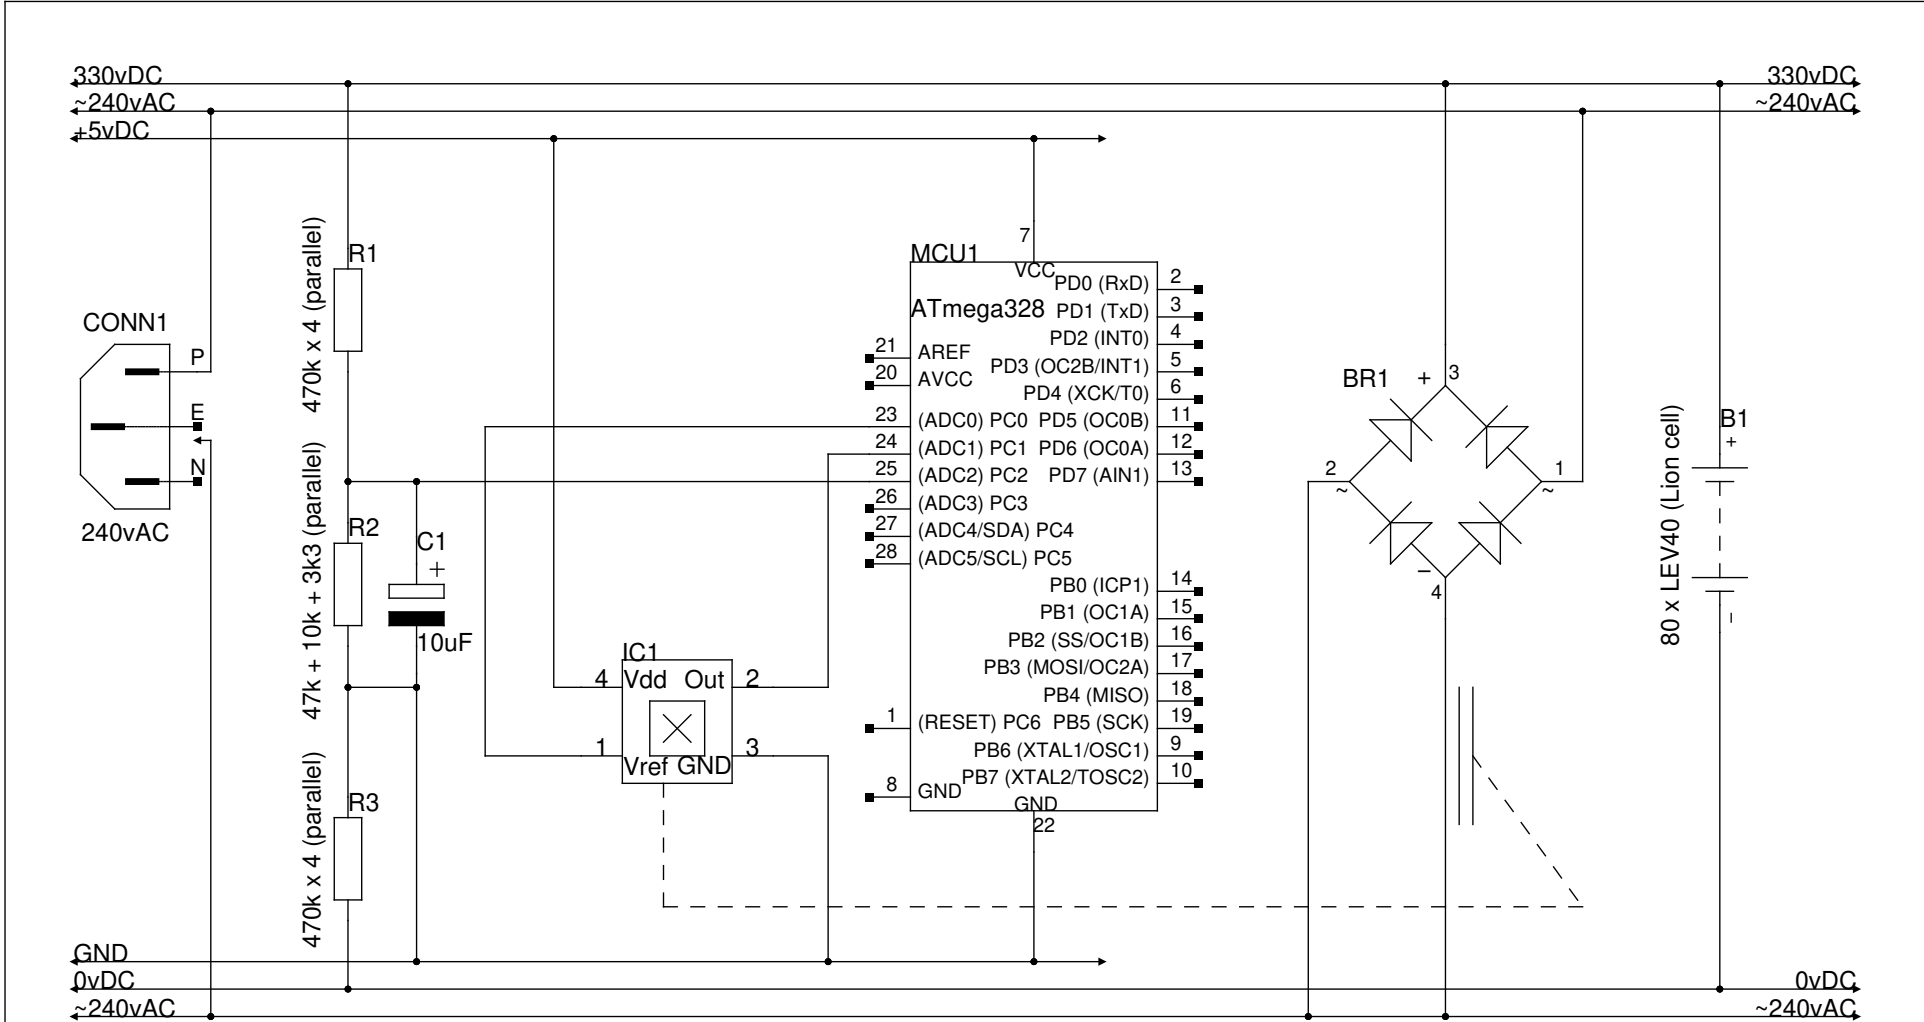 330vDC
~240vAC
+5vDC
330vDC
~240vAC
CONN1
P
E
N
240vAC
R1
470k x 4 (parallel)
R2
47k + 10k + 3k3 (parallel)
R3
470k x 4 (parallel)
C1
+
10uF
IC1
4 Vdd Out 2
1 Vref GND 3
MCU1
ATmega328
7
VCC
21 AREF
20 AVCC
23 (ADC0) PC0
24 (ADC1) PC1
25 (ADC2) PC2
26 (ADC3) PC3
27 (ADC4/SDA) PC4
28 (ADC5/SCL) PC5
1 (RESET) PC6
8 GND
GND
22
PD0 (RxD) 2
PD1 (TxD) 3
PD2 (INT0) 4
PD3 (OC2B/INT1) 5
PD4 (XCK/T0) 6
PD5 (OC0B) 11
PD6 (OC0A) 12
PD7 (AIN1) 13
PB0 (ICP1) 14
PB1 (OC1A) 15
PB2 (SS/OC1B) 16
PB3 (MOSI/OC2A) 17
PB4 (MISO) 18
PB5 (SCK) 19
PB6 (XTAL1/OSC1) 9
PB7 (XTAL2/TOSC2) 10
BR1
+ 3
2 ~
1 ~
− 4
B1
+
−
80 x LEV40 (Lion cell)
GND
0vDC
~240vAC
0vDC
~240vAC